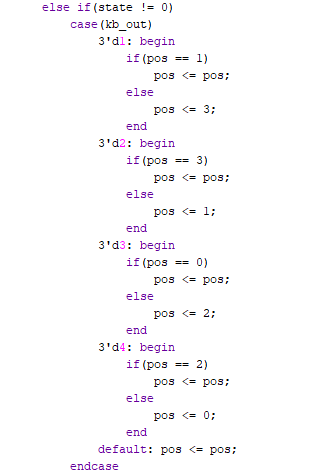 else if(state != 0)
case(kb_out)
3'd1: begin
if(pos == 1)
pos <= pos;
else
pos <= 3;
end
3'd2: begin
if(pos == 3)
pos <= pos;
else
pos <= 1;
end
3'd3: begin
if(pos == 0)
pos <= pos;
else
pos <= 2;
end
3'd4: begin
if(pos == 2)
pos <= pos;
else
pos <= 0;
end
default: pos <= pos;
endcase